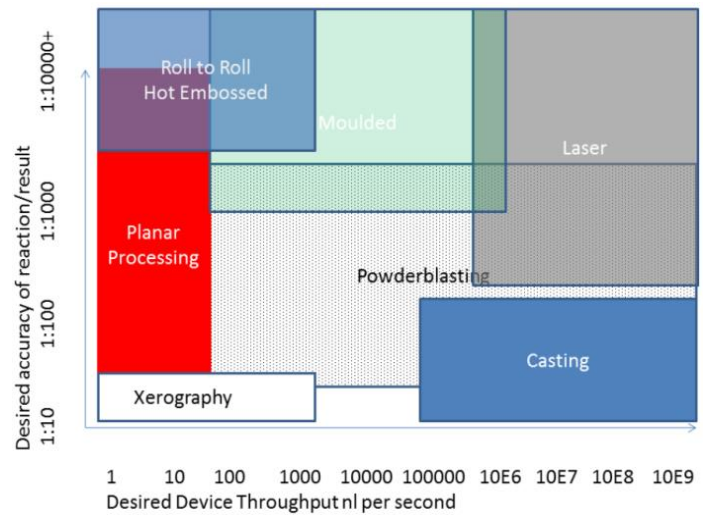 1:10000+
Roll to Roll
Hot Embossed
Moulded
Laser
1:1000
Planar
Processing
Powderblasting
1:100
Casting
Xerography
1:10
Desired accuracy of reaction/result
1 10 100 1000 10000 100000 10E6 10E7 10E8 10E9
Desired Device Throughput nl per second